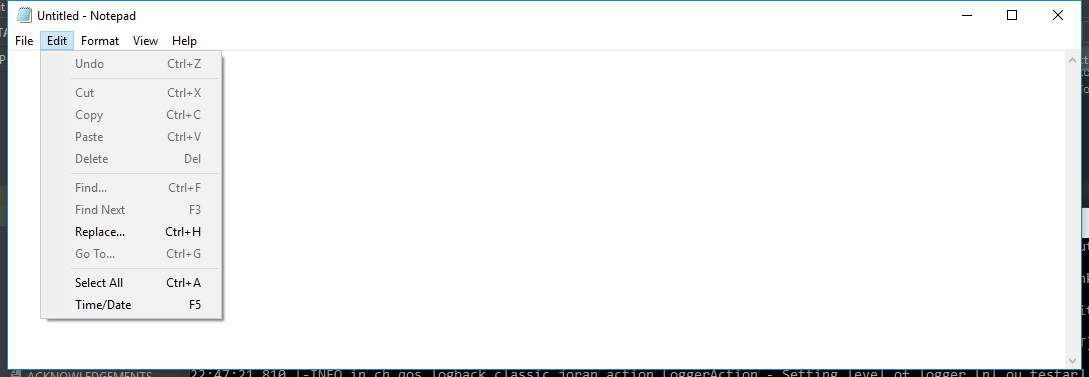 Untitled - Notepad
File Edit Format View Help
Undo Ctrl+Z
Cut Ctrl+X
Copy Ctrl+C
Paste Ctrl+V
Delete Del
Find... Ctrl+F
Find Next F3
Replace... Ctrl+H
Go To... Ctrl+G
Select All Ctrl+A
Time/Date F5
ACKNOWLEDGEMENTS
22:47:21,810 |-INFO in ch.qos.logback.classic.joran.action.LoggerAction - Setting level of logger [nl.ou.testar